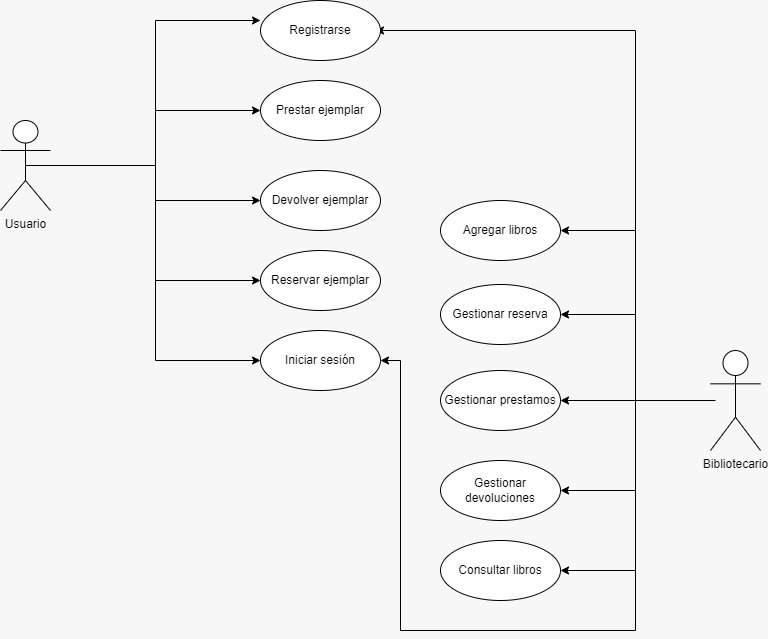 Registrarse
Prestar ejemplar
Usuario
Devolver ejemplar
Agregar libros
Reservar ejemplar
Gestionar reserva
Iniciar sesión
Gestionar prestamos
Bibliotecario
Gestionar
devoluciones
Consultar libros